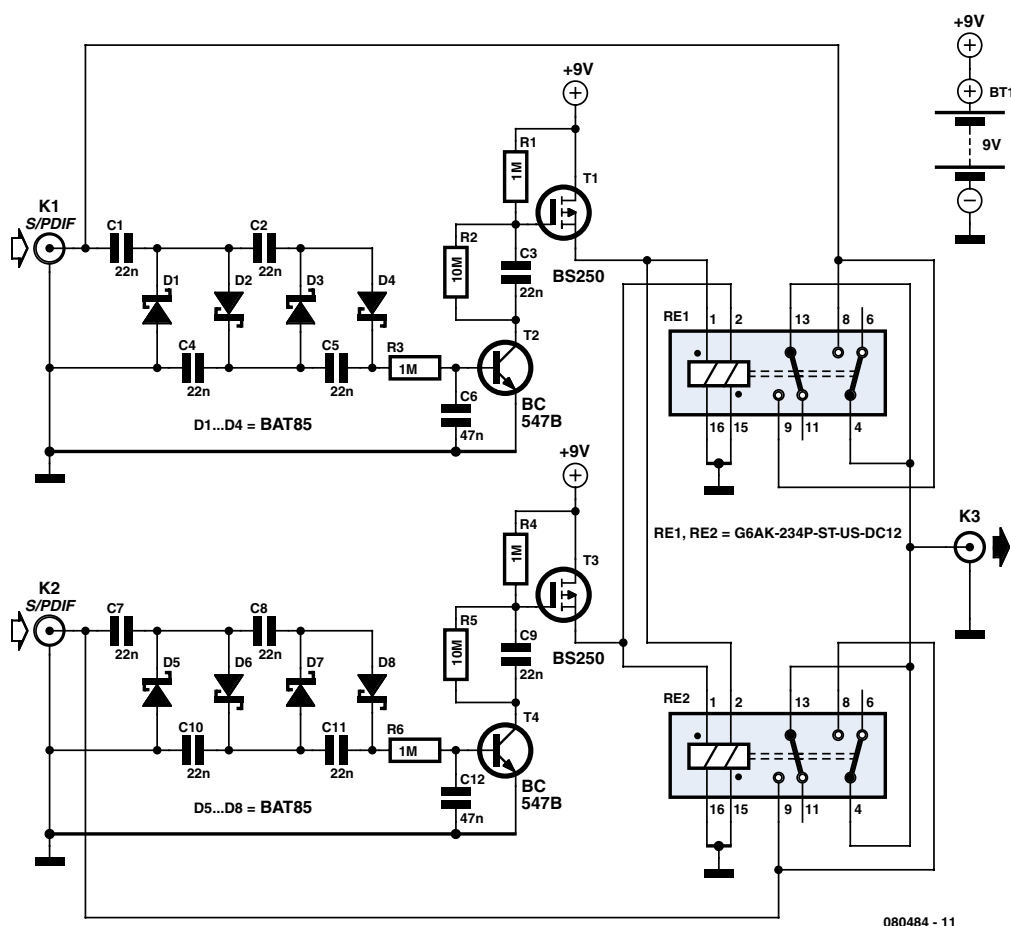 +9V
BT1
9V
+9V
R1
1M
T1
K1
S/PDIF
C1
22n
C2
22n
R2
10M
C3
22n
BS250
D1
D2
D3
D4
T2
C4
22n
C5
22n
R3
1M
C6
47n
BC
547B
D1...D4 = BAT85
RE1
1
2
13
8
6
16
15
9
11
4
+9V
RE1, RE2 = G6AK-234P-ST-US-DC12
K3
R4
1M
T3
K2
S/PDIF
C7
22n
C8
22n
R5
10M
C9
22n
BS250
D5
D6
D7
D8
T4
C10
22n
C11
22n
R6
1M
C12
47n
BC
547B
D5...D8 = BAT85
RE2
1
2
13
8
6
16
15
9
11
4
080484 - 11